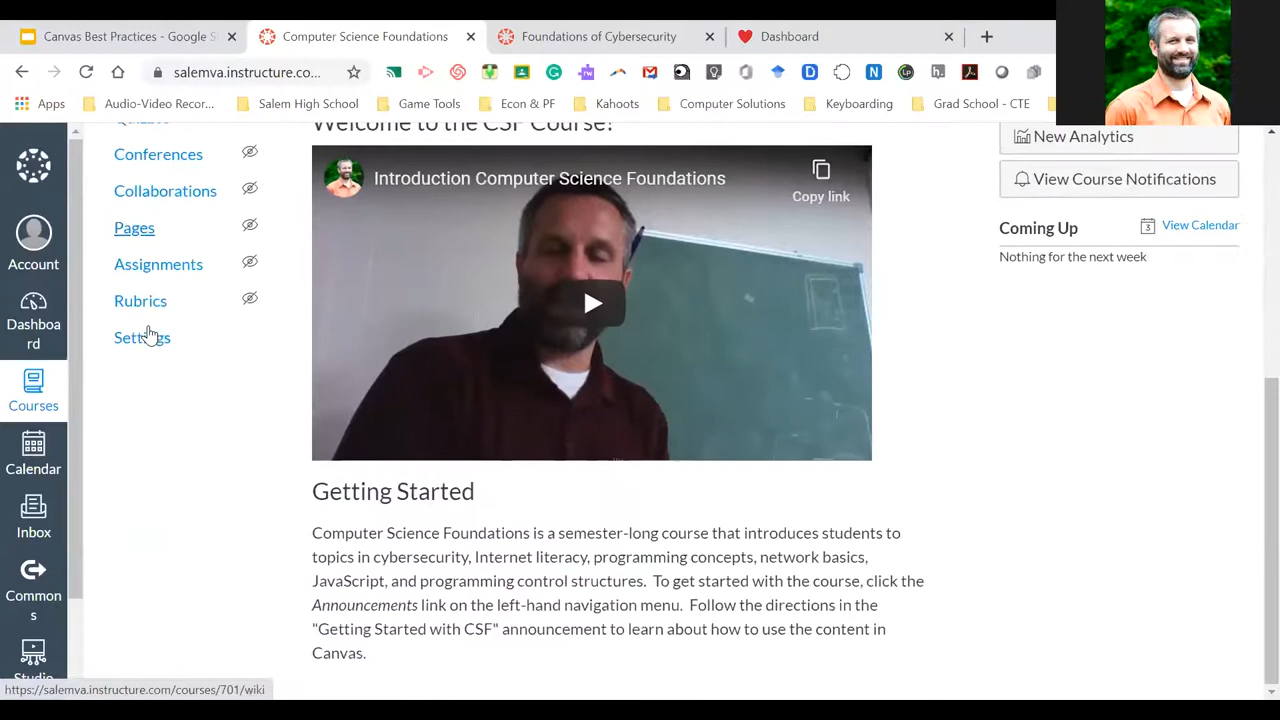 Canvas Best Practices - Google S
Computer Science Foundations
Foundations of Cybersecurity
Dashboard
salemva.instructure.co...
Apps
Audio-Video Recor...
Salem High School
Game Tools
Econ & PF
Kahoots
Computer Solutions
Keyboarding
Grad School - CTE
Account
Dashboa
rd
Courses
Calendar
Inbox
Common
s
Studio
Quizzes
Conferences
Collaborations
Pages
Assignments
Rubrics
Settings
Welcome to the CSF Course!
Introduction Computer Science Foundations
Copy link
Getting Started
Computer Science Foundations is a semester-long course that introduces students to
topics in cybersecurity, Internet literacy, programming concepts, network basics,
JavaScript, and programming control structures. To get started with the course, click the
Announcements link on the left-hand navigation menu. Follow the directions in the
"Getting Started with CSF" announcement to learn about how to use the content in
Canvas.
New Analytics
View Course Notifications
Coming Up
View Calendar
Nothing for the next week
https://salemva.instructure.com/courses/701/wiki